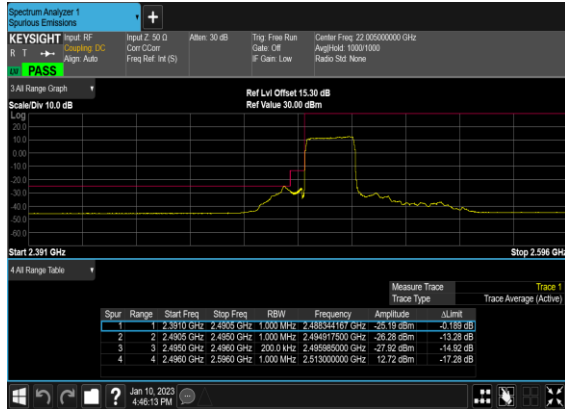 Spectrum Analyzer 1
Spurious Emissions
+
KEYSIGHT Input: RF Input Z: 50 Ω Atten: 30 dB Trig: Free Run Center Freq: 22.005000000 GHz
R T Coupling: DC Corr CCorr Gate: Off Avg|Hold: 1000/1000
Align: Auto Freq Ref: Int (S) IF Gain: Low Radio Std: None
PASS
3 All Range Graph
Ref Lvl Offset 15.30 dB
Scale/Div 10.0 dB Ref Value 30.00 dBm
Log
20.0
10.0
0.00
-10.0
-20.0
-30.0
-40.0
-50.0
-60.0
Start 2.391 GHz Stop 2.596 GHz
4 All Range Table
Measure Trace Trace 1
Trace Type Trace Average (Active)
Spur Range Start Freq Stop Freq RBW Frequency Amplitude ΔLimit
1 1 2.3910 GHz 2.4905 GHz 1.000 MHz 2.488344167 GHz -25.19 dBm -0.189 dB
2 2 2.4905 GHz 2.4950 GHz 1.000 MHz 2.494917500 GHz -26.28 dBm -13.28 dB
3 3 2.4950 GHz 2.4960 GHz 200.0 kHz 2.495985000 GHz -27.92 dBm -14.92 dB
4 4 2.4960 GHz 2.5960 GHz 1.000 MHz 2.513000000 GHz 12.72 dBm -17.28 dB
? Jan 10, 2023
4:46:13 PM